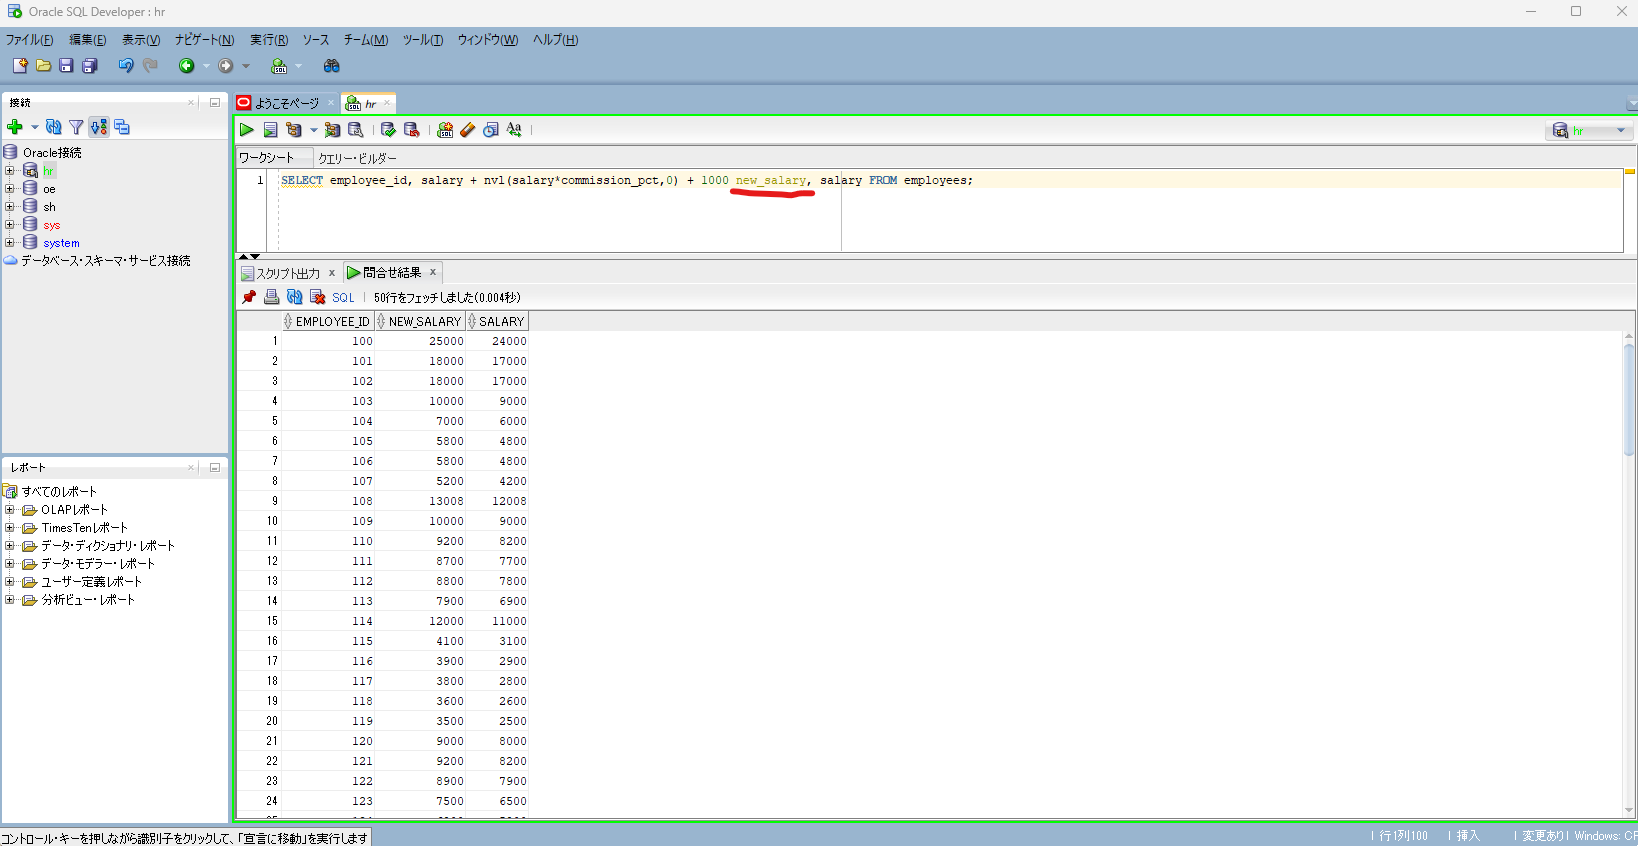 Oracle SQL Developer : hr
ファイル(F) 編集(E) 表示(V) ナビゲート(N) 実行(R) ソース チーム(M) ツール(T) ウィンドウ(W) ヘルプ(H)
接続
Oracle接続
hr
oe
sh
sys
system
データベース・スキーマ・サービス接続
レポート
すべてのレポート
OLAPレポート
TimesTenレポート
データ・ディクショナリ・レポート
データ・モデラー・レポート
ユーザー定義レポート
分析ビュー・レポート
ようこそページ hr
hr
ワークシート クエリー・ビルダー
1 SELECT employee_id, salary + nvl(salary*commission_pct,0) + 1000 new_salary, salary FROM employees;
スクリプト出力 問合せ結果
SQL 50行をフェッチしました(0.004秒)
EMPLOYEE_ID NEW_SALARY SALARY
1 100 25000 24000
2 101 18000 17000
3 102 18000 17000
4 103 10000 9000
5 104 7000 6000
6 105 5800 4800
7 106 5800 4800
8 107 5200 4200
9 108 13008 12008
10 109 10000 9000
11 110 9200 8200
12 111 8700 7700
13 112 8800 7800
14 113 7900 6900
15 114 12000 11000
16 115 4100 3100
17 116 3900 2900
18 117 3800 2800
19 118 3600 2600
20 119 3500 2500
21 120 9000 8000
22 121 9200 8200
23 122 8900 7900
24 123 7500 6500
コントロール・キーを押しながら識別子をクリックして、「宣言に移動」を実行します
行1列100 挿入 変更あり Windows: CF